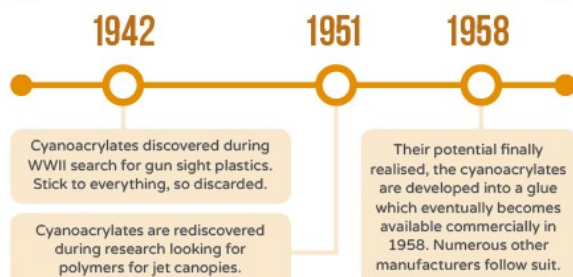 1942
1951
1958
Cyanoacrylates discovered during
WWII search for gun sight plastics.
Stick to everything, so discarded.
Cyanoacrylates are rediscovered
during research looking for
polymers for jet canopies.
Their potential finally
realised, the cyanoacrylates
are developed into a glue
which eventually becomes
available commercially in
1958. Numerous other
manufacturers follow suit.